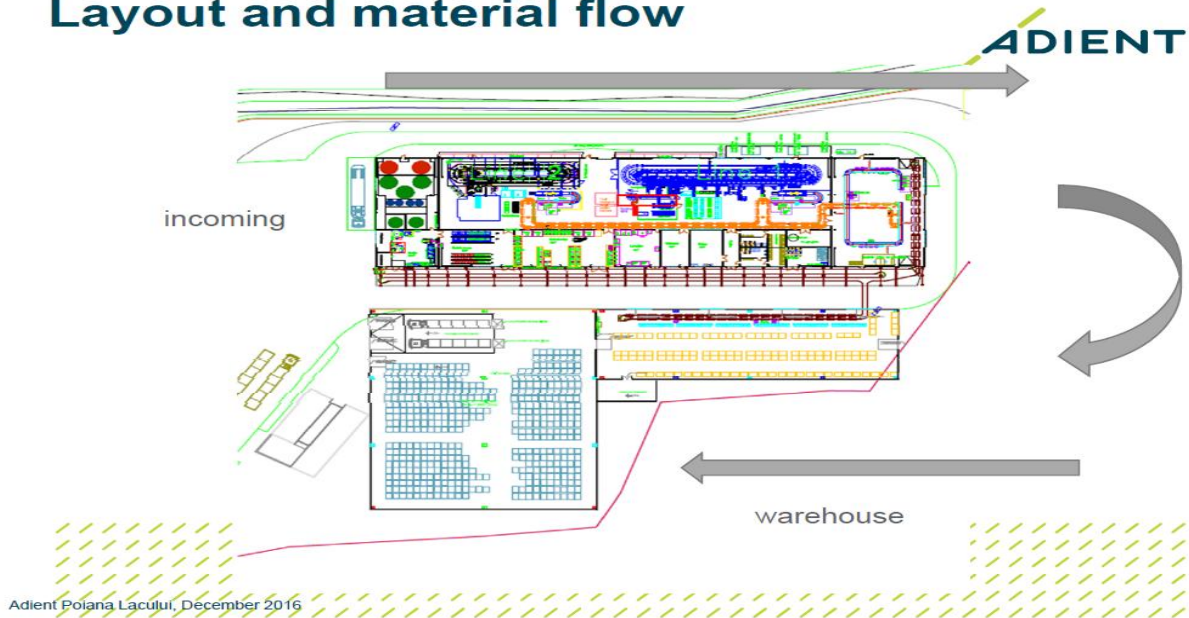 Layout and material flow
ADIENT
incoming
warehouse
Adient Poiana Lacului, December 2016